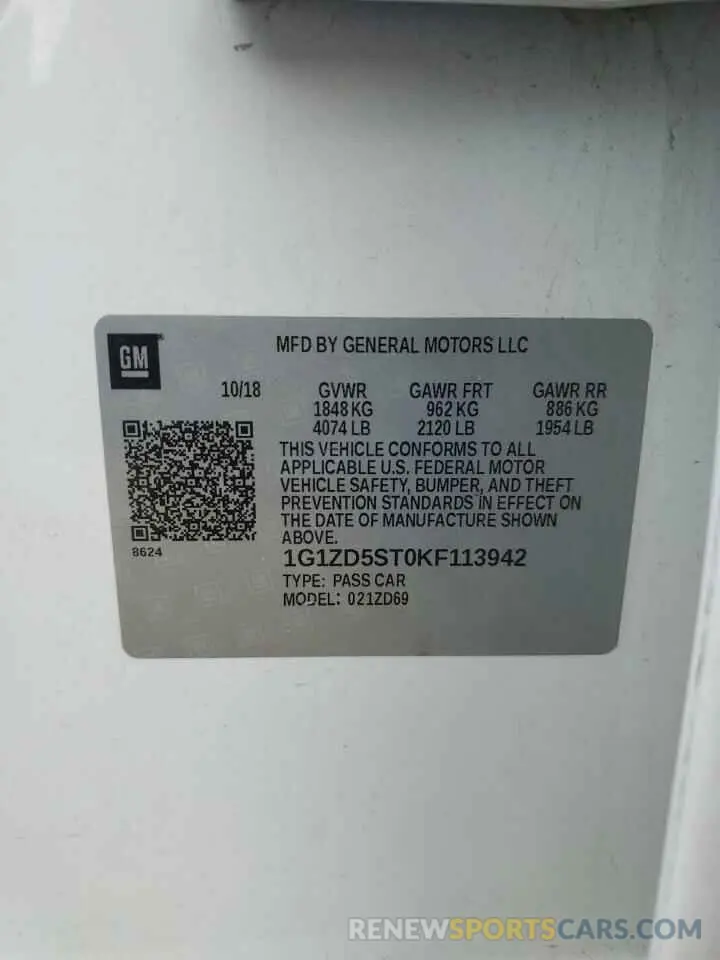 GM
MFD BY GENERAL MOTORS LLC
10/18 GVWR GAWR FRT GAWR RR
1848 KG 962 KG 886 KG
4074 LB 2120 LB 1954 LB
THIS VEHICLE CONFORMS TO ALL
APPLICABLE U.S. FEDERAL MOTOR
VEHICLE SAFETY, BUMPER, AND THEFT
PREVENTION STANDARDS IN EFFECT ON
THE DATE OF MANUFACTURE SHOWN
ABOVE.
8624
1G1ZD5ST0KF113942
TYPE: PASS CAR
MODEL: 021ZD69
RENEWSPORTSCARS.COM